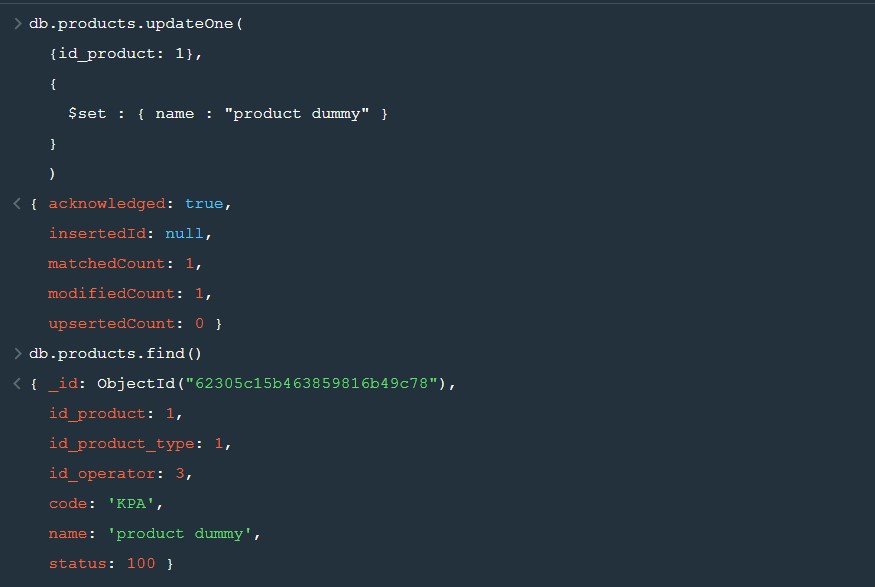 > db.products.updateOne(
{id_product: 1},
{
$set : { name : "product dummy" }
}
)
< { acknowledged: true,
insertedId: null,
matchedCount: 1,
modifiedCount: 1,
upsertedCount: 0 }
> db.products.find()
< { _id: ObjectId("62305c15b463859816b49c78"),
id_product: 1,
id_product_type: 1,
id_operator: 3,
code: 'KPA',
name: 'product dummy',
status: 100 }